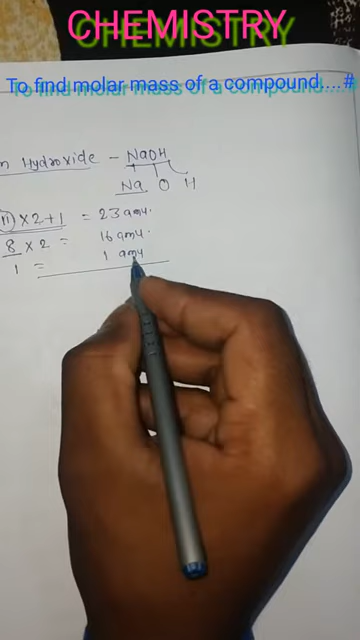 CHEMISTRY
To find molar mass of a compound....#
Hydroxide - NaOH
Na O H
11 × 2 + 1 = 23 amu.
8 × 2 = 16 amu.
1 = 1 amu